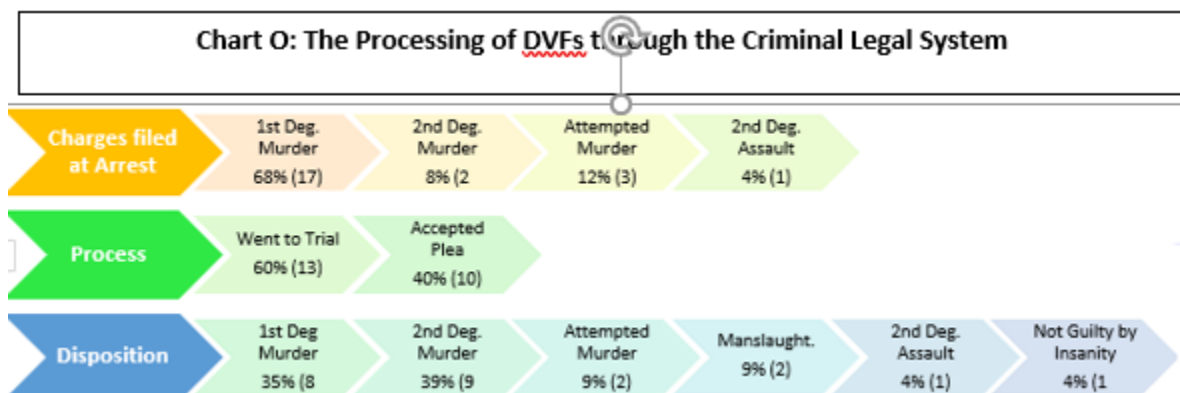 Chart O: The Processing of DVFs through the Criminal Legal System
Charges filed
at Arrest
1st Deg.
Murder
68% (17)
2nd Deg.
Murder
8% (2
Attempted
Murder
12% (3)
2nd Deg.
Assault
4% (1)
Process
Went to Trial
60% (13)
Accepted
Plea
40% (10)
Disposition
1st Deg
Murder
35% (8
2nd Deg.
Murder
39% (9
Attempted
Murder
9% (2)
Manslaught.
9% (2)
2nd Deg.
Assault
4% (1)
Not Guilty by
Insanity
4% (1